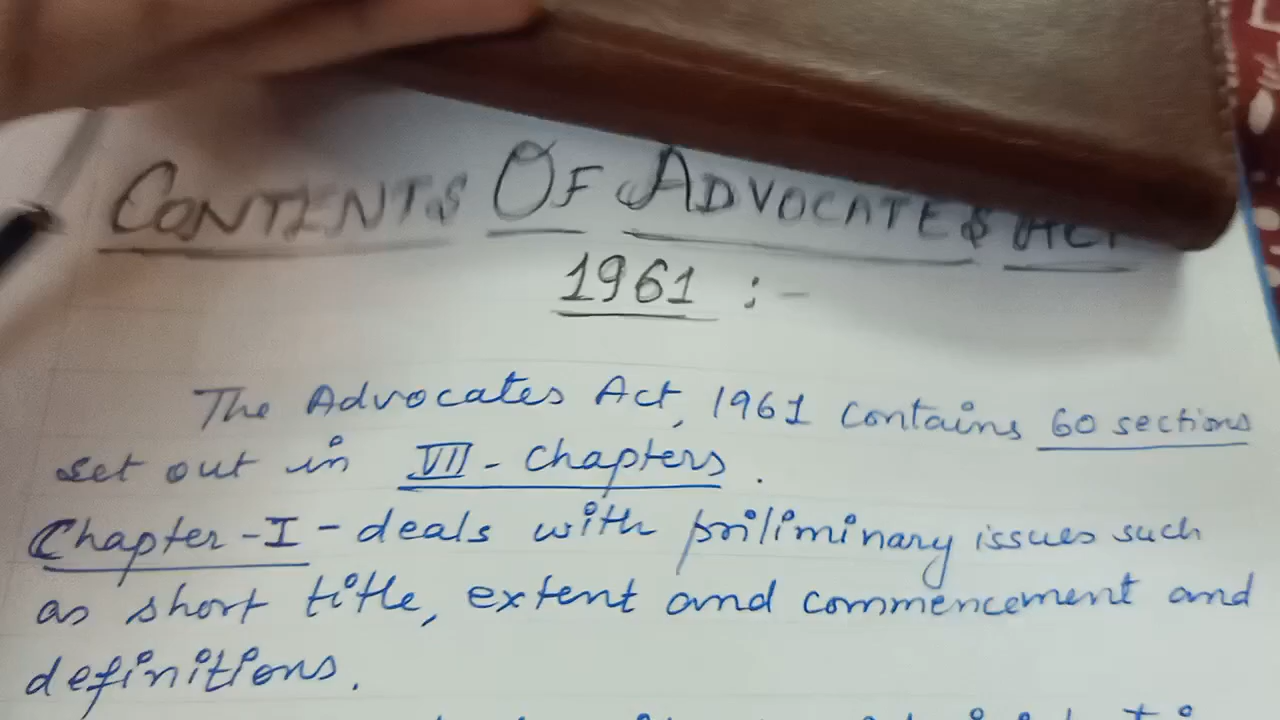 CONTENTS OF ADVOCATES ACT
1961 :-
The Advocates Act, 1961 contains 60 sections
set out in VII - Chapters.
Chapter-I - deals with priliminary issues such
as short title, extent and commencement and
definitions.